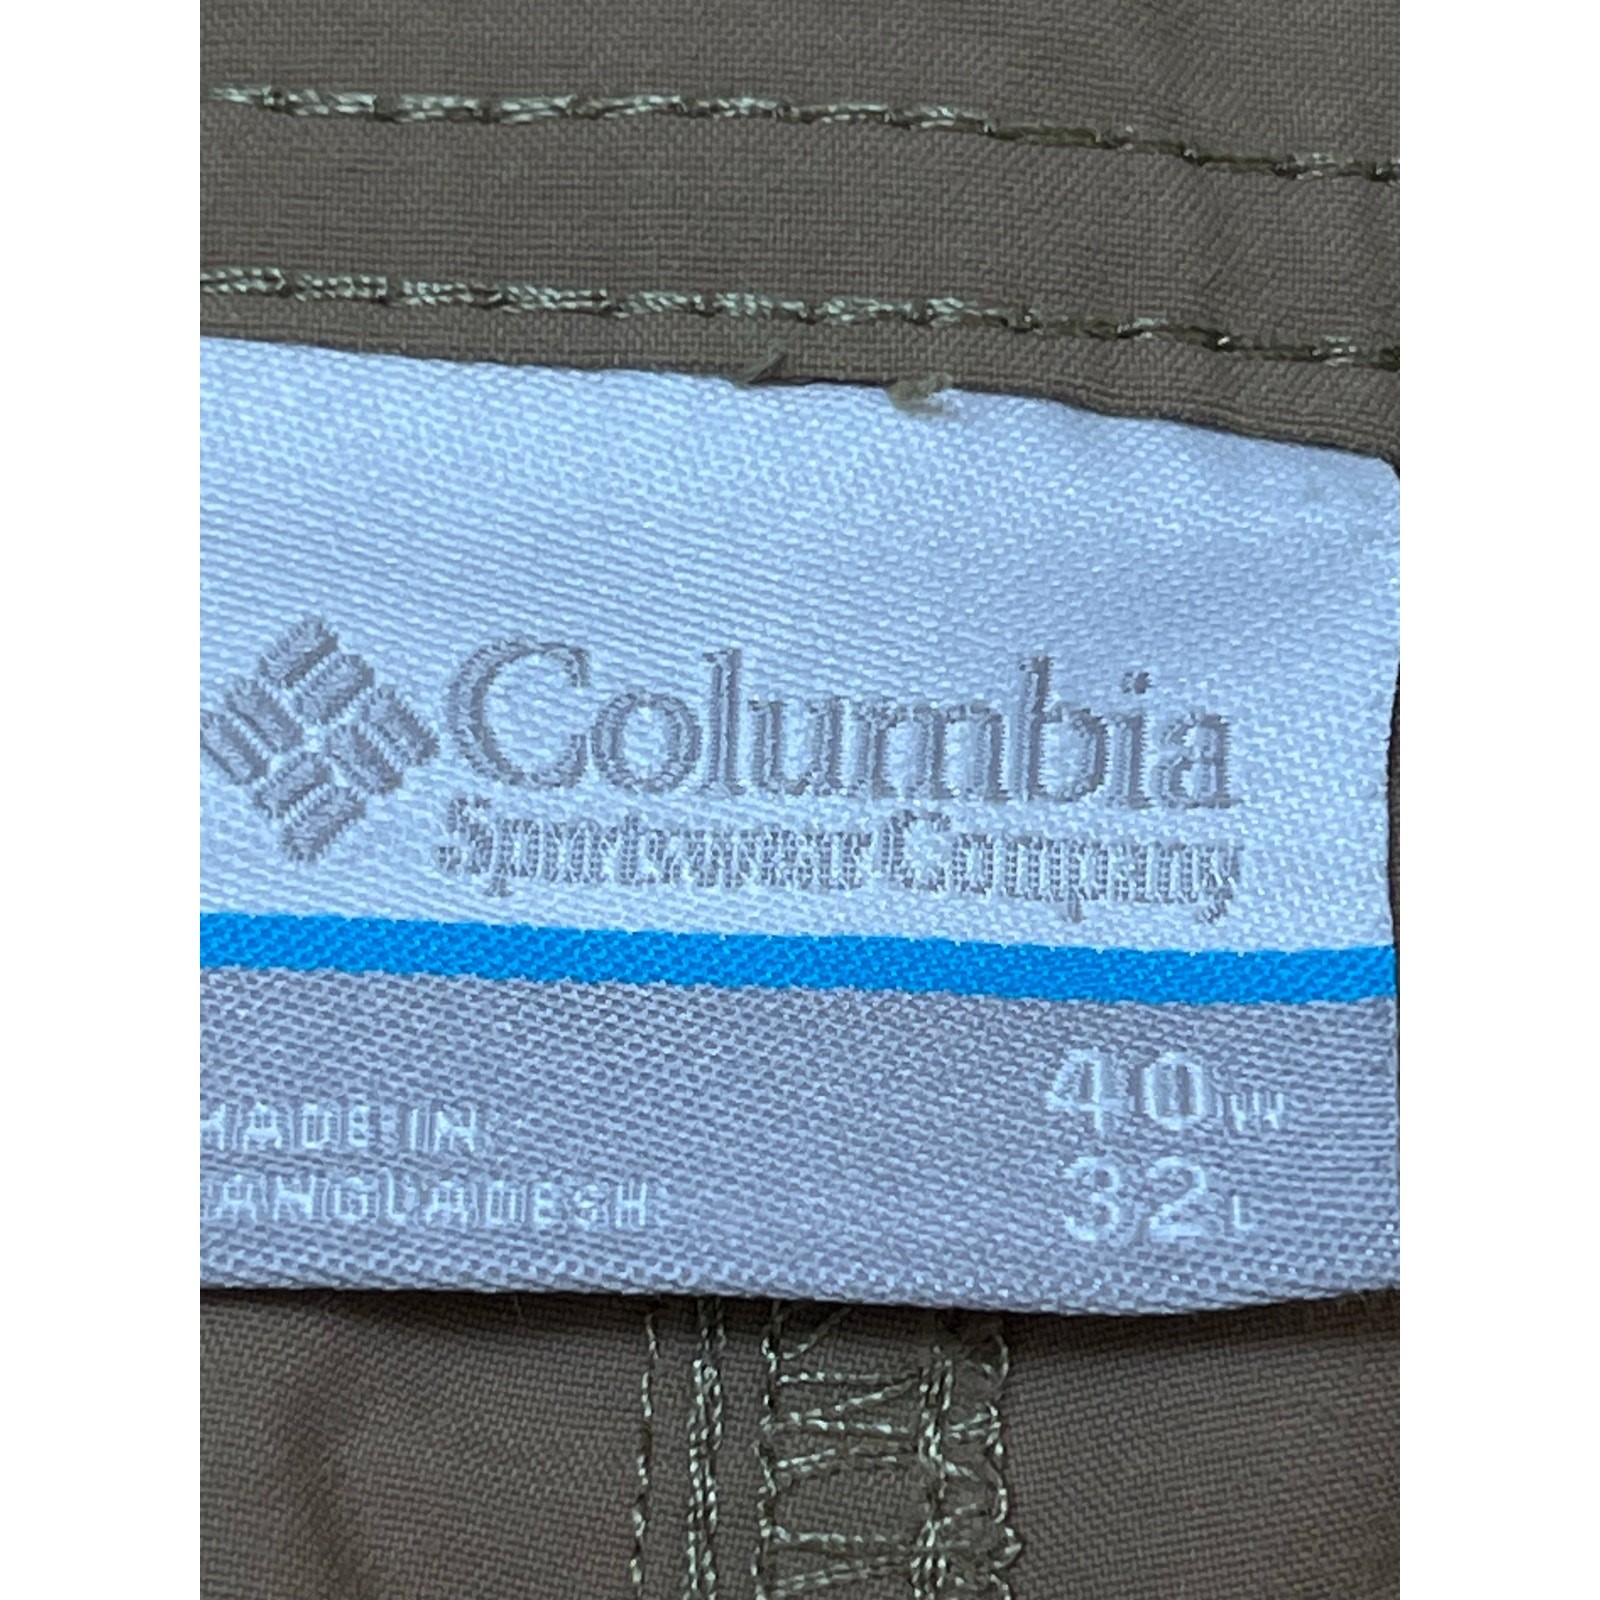 Columbia
Sportswear Company
MADE IN
BANGLADESH
40W
32L